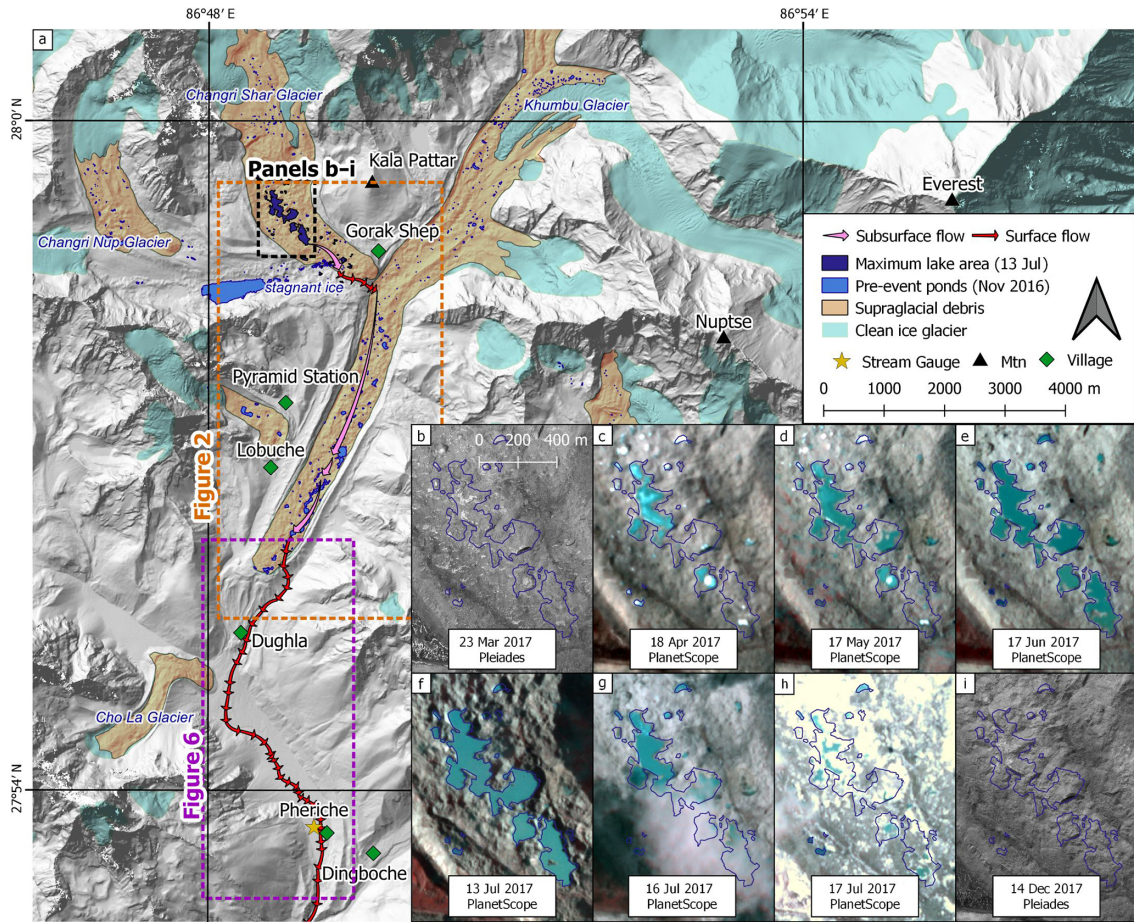 86°48′ E
86°54′ E
a
28°0′ N
Changri Shar Glacier
Khumbu Glacier
Panels b-i
Kala Pattar
Everest
Gorak Shep
Changri Nup Glacier
stagnant ice
Subsurface flow
Surface flow
Maximum lake area (13 Jul)
Pre-event ponds (Nov 2016)
Supraglacial debris
Clean ice glacier
Stream Gauge
Mtn
Village
0 1000 2000 3000 4000 m
Nuptse
Pyramid Station
Lobuche
Figure 2
b
0 200 400 m
23 Mar 2017
Pleiades
c
18 Apr 2017
PlanetScope
d
17 May 2017
PlanetScope
e
17 Jun 2017
PlanetScope
Dughla
Cho La Glacier
Figure 6
27°54′ N
Pheriche
Dingboche
f
13 Jul 2017
PlanetScope
g
16 Jul 2017
PlanetScope
h
17 Jul 2017
PlanetScope
i
14 Dec 2017
Pleiades